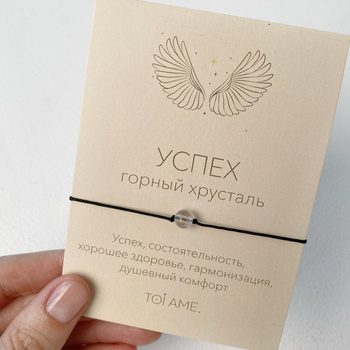 УСПЕХ
горный хрусталь
Успех, состоятельность,
хорошее здоровье, гармонизация,
душевный комфорт
TOI AME.